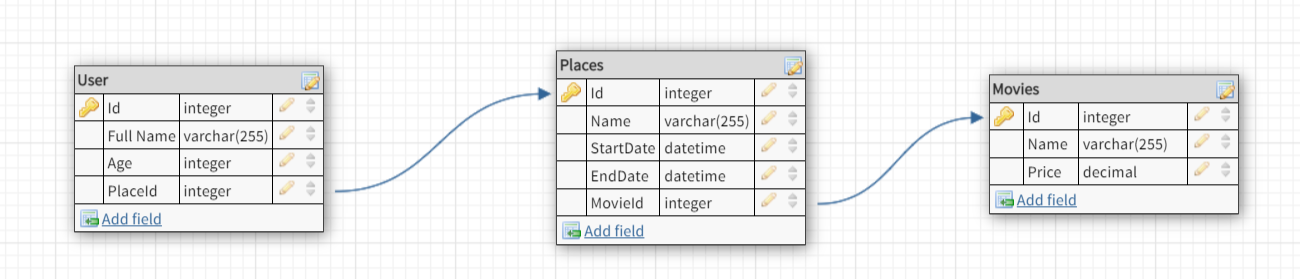 User
Id integer
Full Name varchar(255)
Age integer
PlaceId integer
Add field
Places
Id integer
Name varchar(255)
StartDate datetime
EndDate datetime
MovieId integer
Add field
Movies
Id integer
Name varchar(255)
Price decimal
Add field